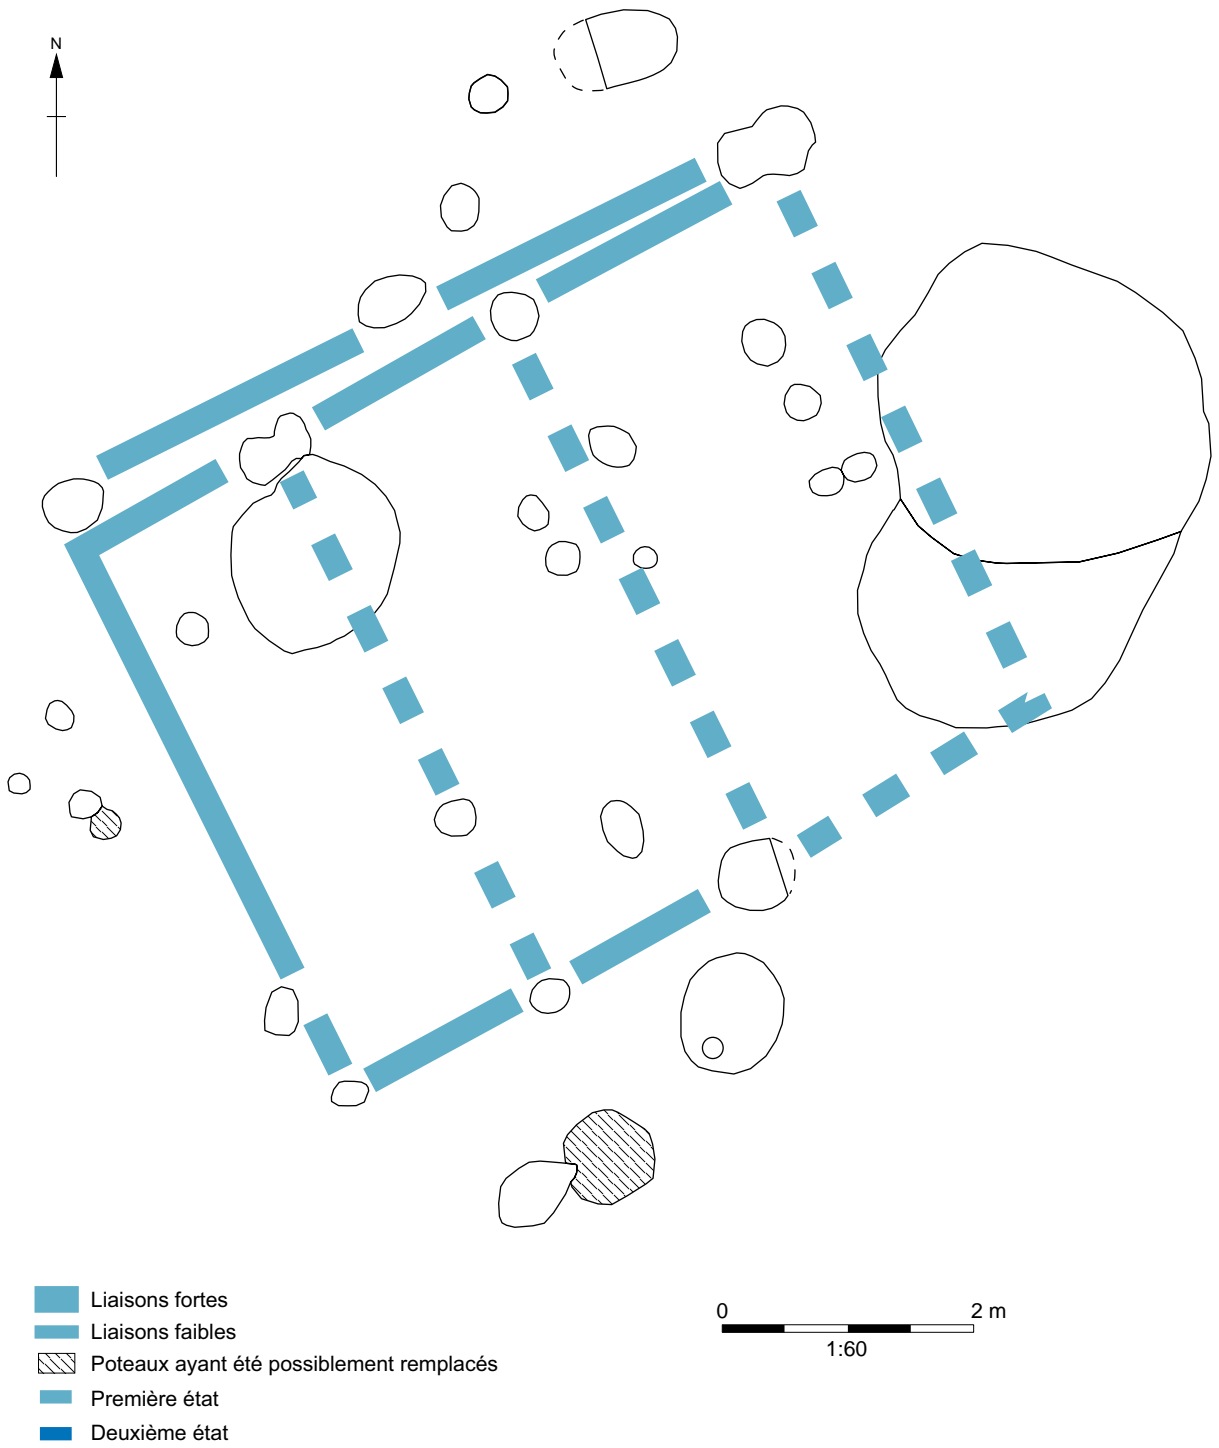 N
Liaisons fortes
Liaisons faibles
Poteaux ayant été possiblement remplacés
Première état
Deuxième état
0 2 m
1:60